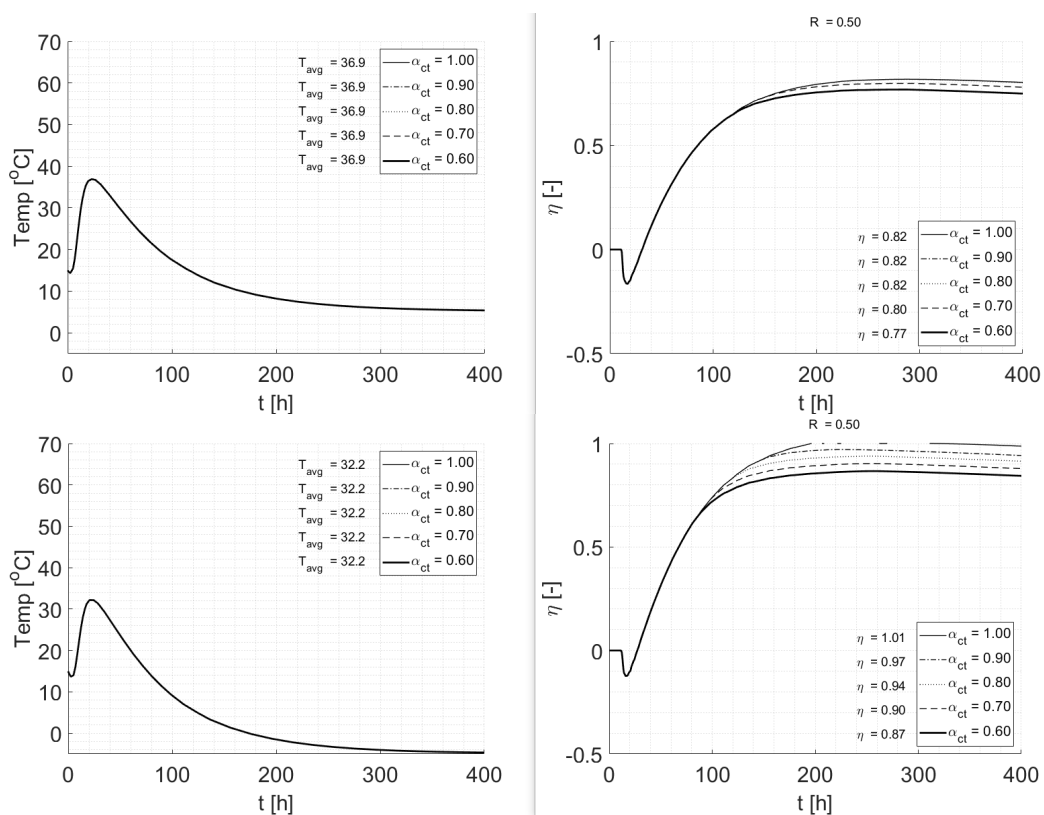 70
60
50
40
30
20
10
0
Temp [°C]
0 100 200 300 400
t [h]
T_avg = 36.9
T_avg = 36.9
T_avg = 36.9
T_avg = 36.9
T_avg = 36.9
α_ct = 1.00
α_ct = 0.90
α_ct = 0.80
α_ct = 0.70
α_ct = 0.60
R = 0.50
1
0.5
0
-0.5
η [-]
0 100 200 300 400
t [h]
η = 0.82
η = 0.82
η = 0.82
η = 0.80
η = 0.77
α_ct = 1.00
α_ct = 0.90
α_ct = 0.80
α_ct = 0.70
α_ct = 0.60
70
60
50
40
30
20
10
0
Temp [°C]
0 100 200 300 400
t [h]
T_avg = 32.2
T_avg = 32.2
T_avg = 32.2
T_avg = 32.2
T_avg = 32.2
α_ct = 1.00
α_ct = 0.90
α_ct = 0.80
α_ct = 0.70
α_ct = 0.60
R = 0.50
1
0.5
0
-0.5
η [-]
0 100 200 300 400
t [h]
η = 1.01
η = 0.97
η = 0.94
η = 0.90
η = 0.87
α_ct = 1.00
α_ct = 0.90
α_ct = 0.80
α_ct = 0.70
α_ct = 0.60